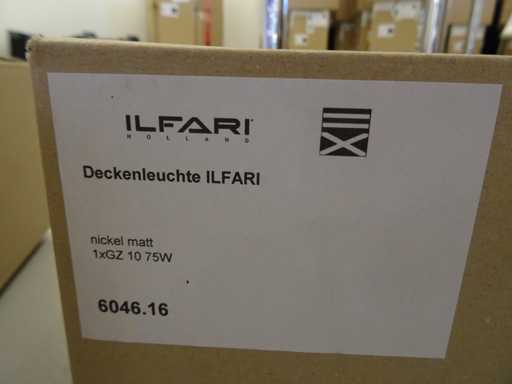 ILFARI
HOLLAND
Deckenleuchte ILFARI
nickel matt
1xGZ 10 75W
6046.16